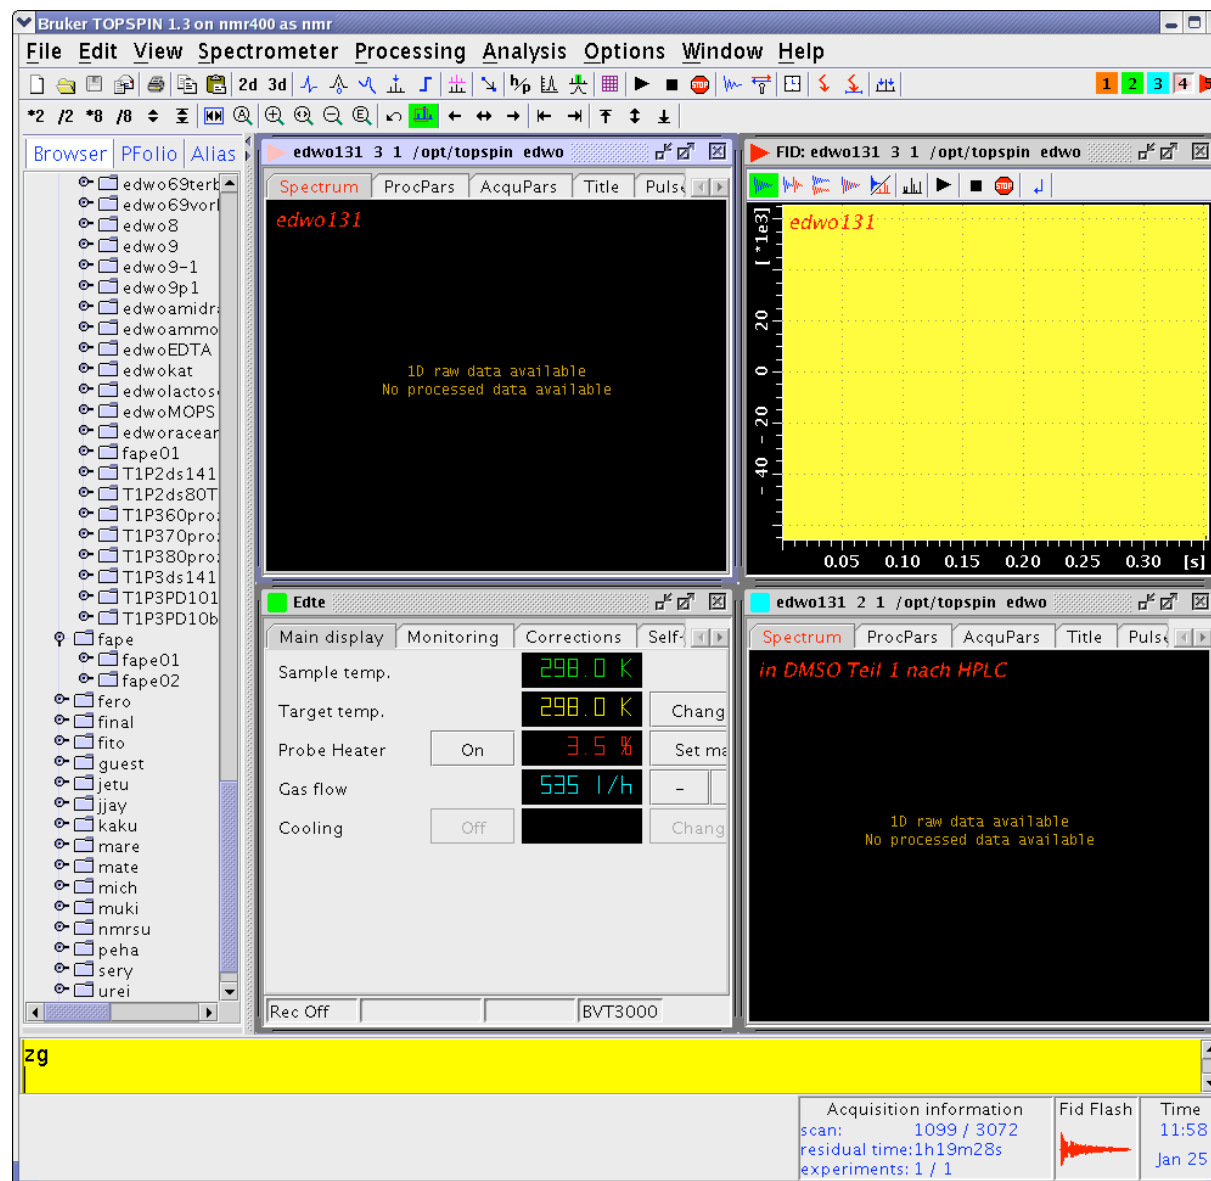 Bruker TOPSPIN 1.3 on nmr400 as nmr
File Edit View Spectrometer Processing Analysis Options Window Help
2d 3d
1 2 3 4 5
*2 /2 *8 /8
Browser PFolio Alias
edwo69terb
edwo69vorl
edwo8
edwo9
edwo9-1
edwo9p1
edwoamidr
edwoammo
edwoEDTA
edwokat
edwolactos
edwoMOPS
edworacear
fape01
T1P2ds141
T1P2ds80T
T1P360pro
T1P370pro
T1P380pro
T1P3ds141
T1P3PD101
T1P3PD10b
fape
fape01
fape02
fero
final
fito
guest
jetu
jjay
kaku
mare
mate
mich
muki
nmrsu
peha
sery
urei
edwo131 3 1 /opt/topspin edwo
Spectrum ProcPars AcquPars Title Puls
edwo131
1D raw data available
No processed data available
FID: edwo131 3 1 /opt/topspin edwo
edwo131
[ *1e3]
20
0
- 20
- 40
0.05 0.10 0.15 0.20 0.25 0.30 [s]
Edte
Main display Monitoring Corrections Self-
Sample temp. 298.0 K
Target temp. 298.0 K Chang
Probe Heater On 3.5 % Set ma
Gas flow 535 l/h -
Cooling Off Chang
Rec Off BVT3000
edwo131 2 1 /opt/topspin edwo
Spectrum ProcPars AcquPars Title Puls
in DMSO Teil 1 nach HPLC
1D raw data available
No processed data available
zg
Acquisition information
scan: 1099 / 3072
residual time:1h19m28s
experiments: 1 / 1
Fid Flash
Time
11:58
Jan 25